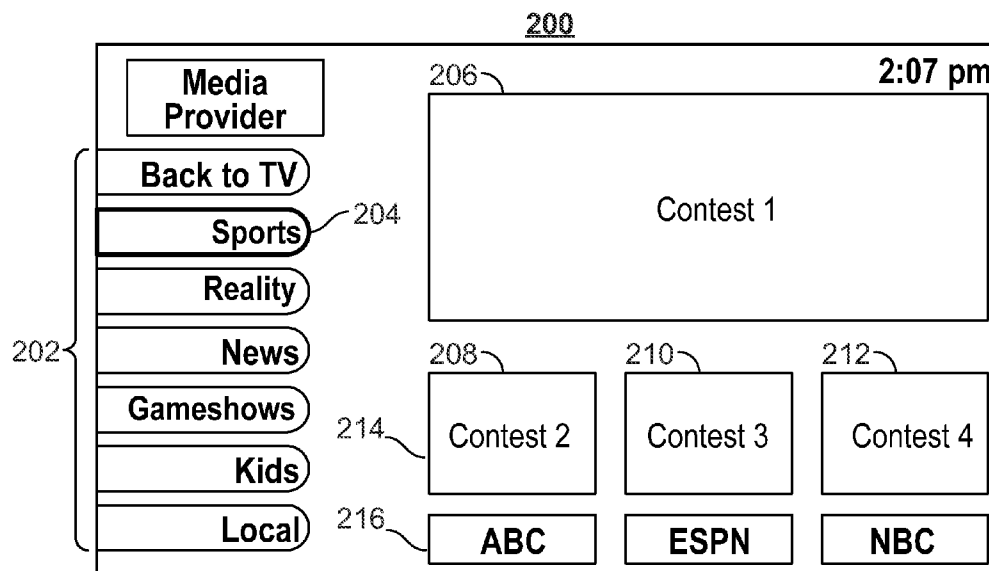 200
Media
Provider
206
2:07 pm
Back to TV
Contest 1
Sports
204
Reality
202
News
208
210
212
Gameshows
214
Contest 2
Contest 3
Contest 4
Kids
216
Local
ABC
ESPN
NBC